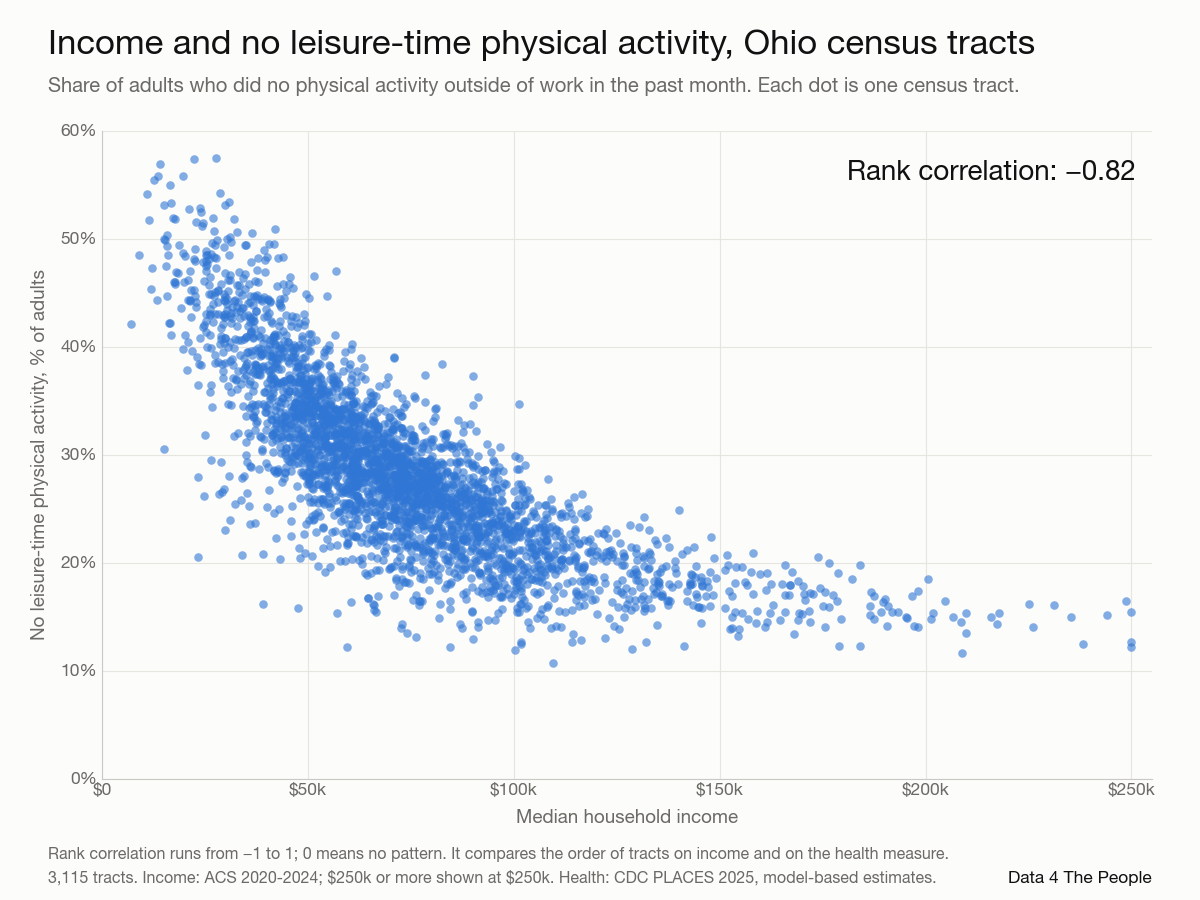 Income and no leisure-time physical activity, Ohio census tracts
Share of adults who did no physical activity outside of work in the past month. Each dot is one census tract.
60%
Rank correlation: −0.82
50%
40%
30%
20%
10%
0%
No leisure-time physical activity, % of adults
$0 $50k $100k $150k $200k $250k
Median household income
Rank correlation runs from −1 to 1; 0 means no pattern. It compares the order of tracts on income and on the health measure.
3,115 tracts. Income: ACS 2020-2024; $250k or more shown at $250k. Health: CDC PLACES 2025, model-based estimates.
Data 4 The People